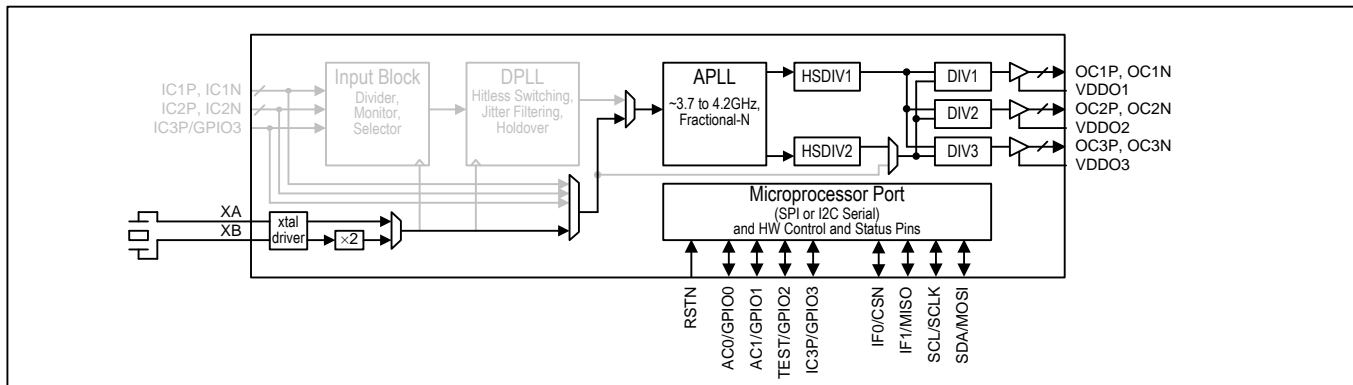 IC1P, IC1N
IC2P, IC2N
IC3P/GPIO3
Input Block
Divider,
Monitor,
Selector
DPLL
Hitless Switching,
Jitter Filtering,
Holdover
APLL
~3.7 to 4.2GHz,
Fractional-N
HSDIV1
HSDIV2
DIV1
DIV2
DIV3
OC1P, OC1N
VDDO1
OC2P, OC2N
VDDO2
OC3P, OC3N
VDDO3
XA
XB
xtal
driver
×2
Microprocessor Port
(SPI or I2C Serial)
and HW Control and Status Pins
RSTN
AC0/GPIO0
AC1/GPIO1
TEST/GPIO2
IC3P/GPIO3
IF0/CSN
IF1/MISO
SCL/SCLK
SDA/MOSI